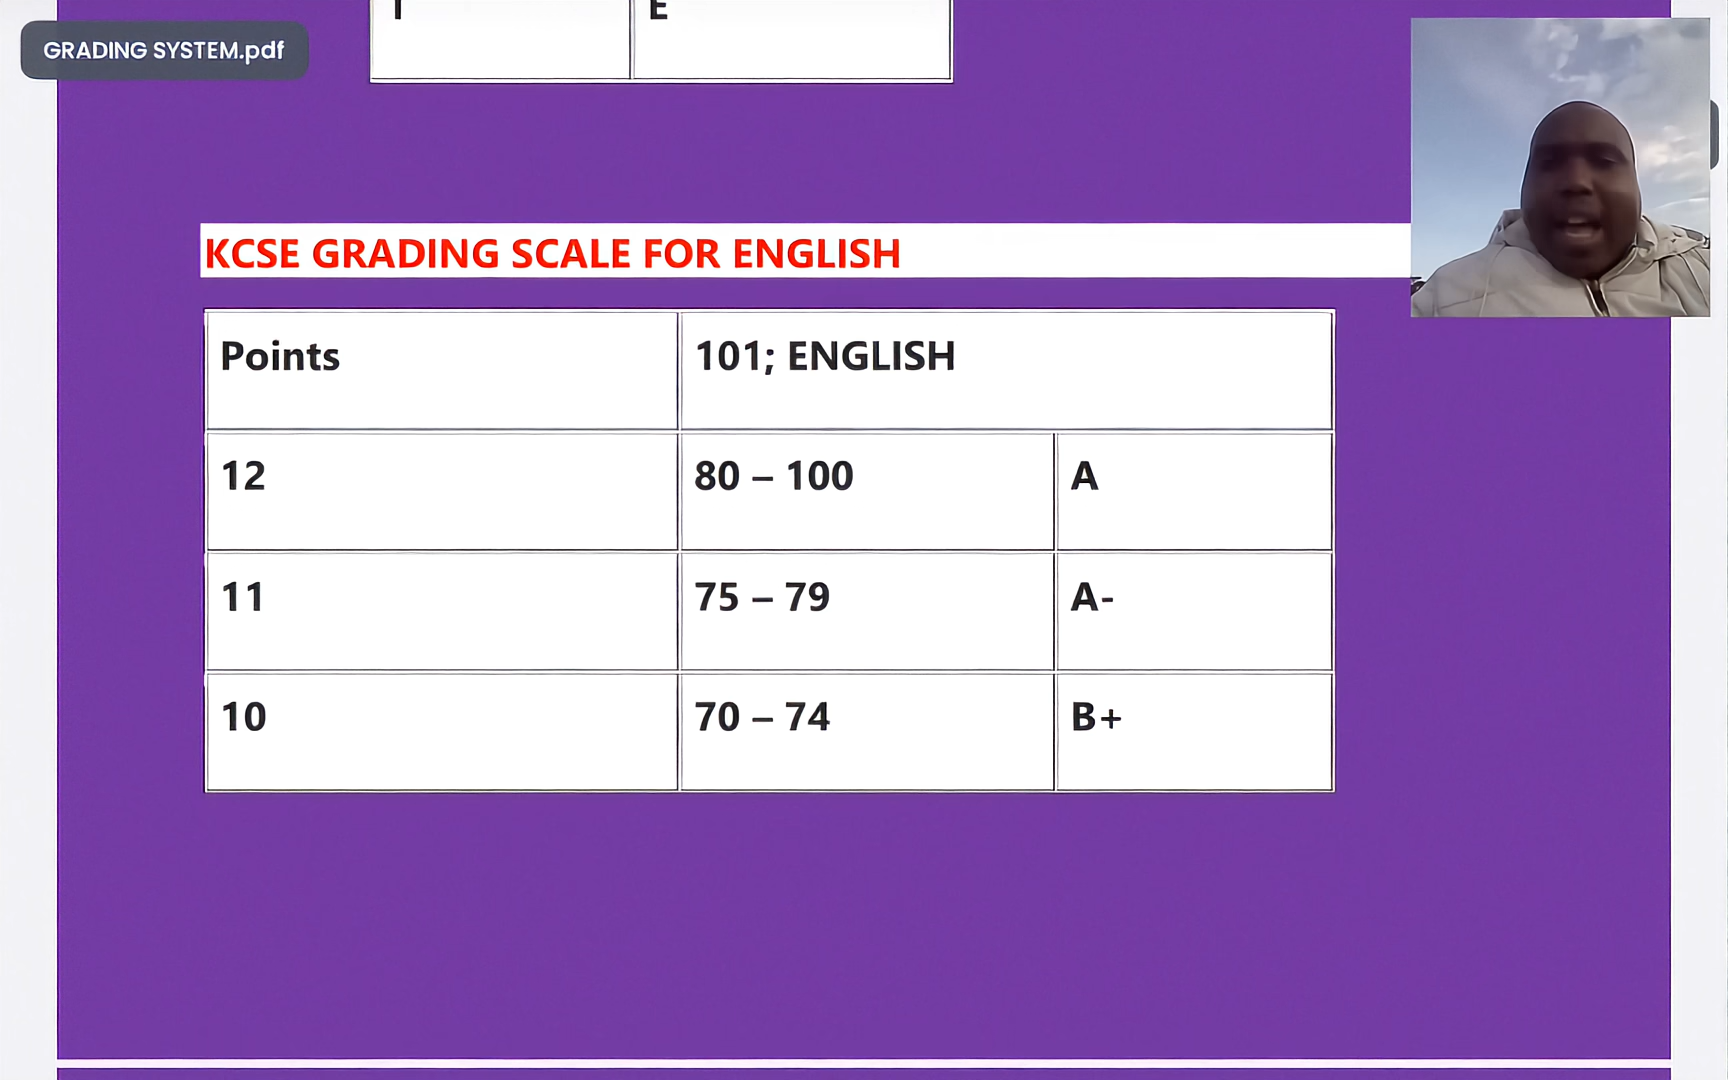 GRADING SYSTEM.pdf
E
KCSE GRADING SCALE FOR ENGLISH
Points 101; ENGLISH
12 80 – 100 A
11 75 – 79 A-
10 70 – 74 B+